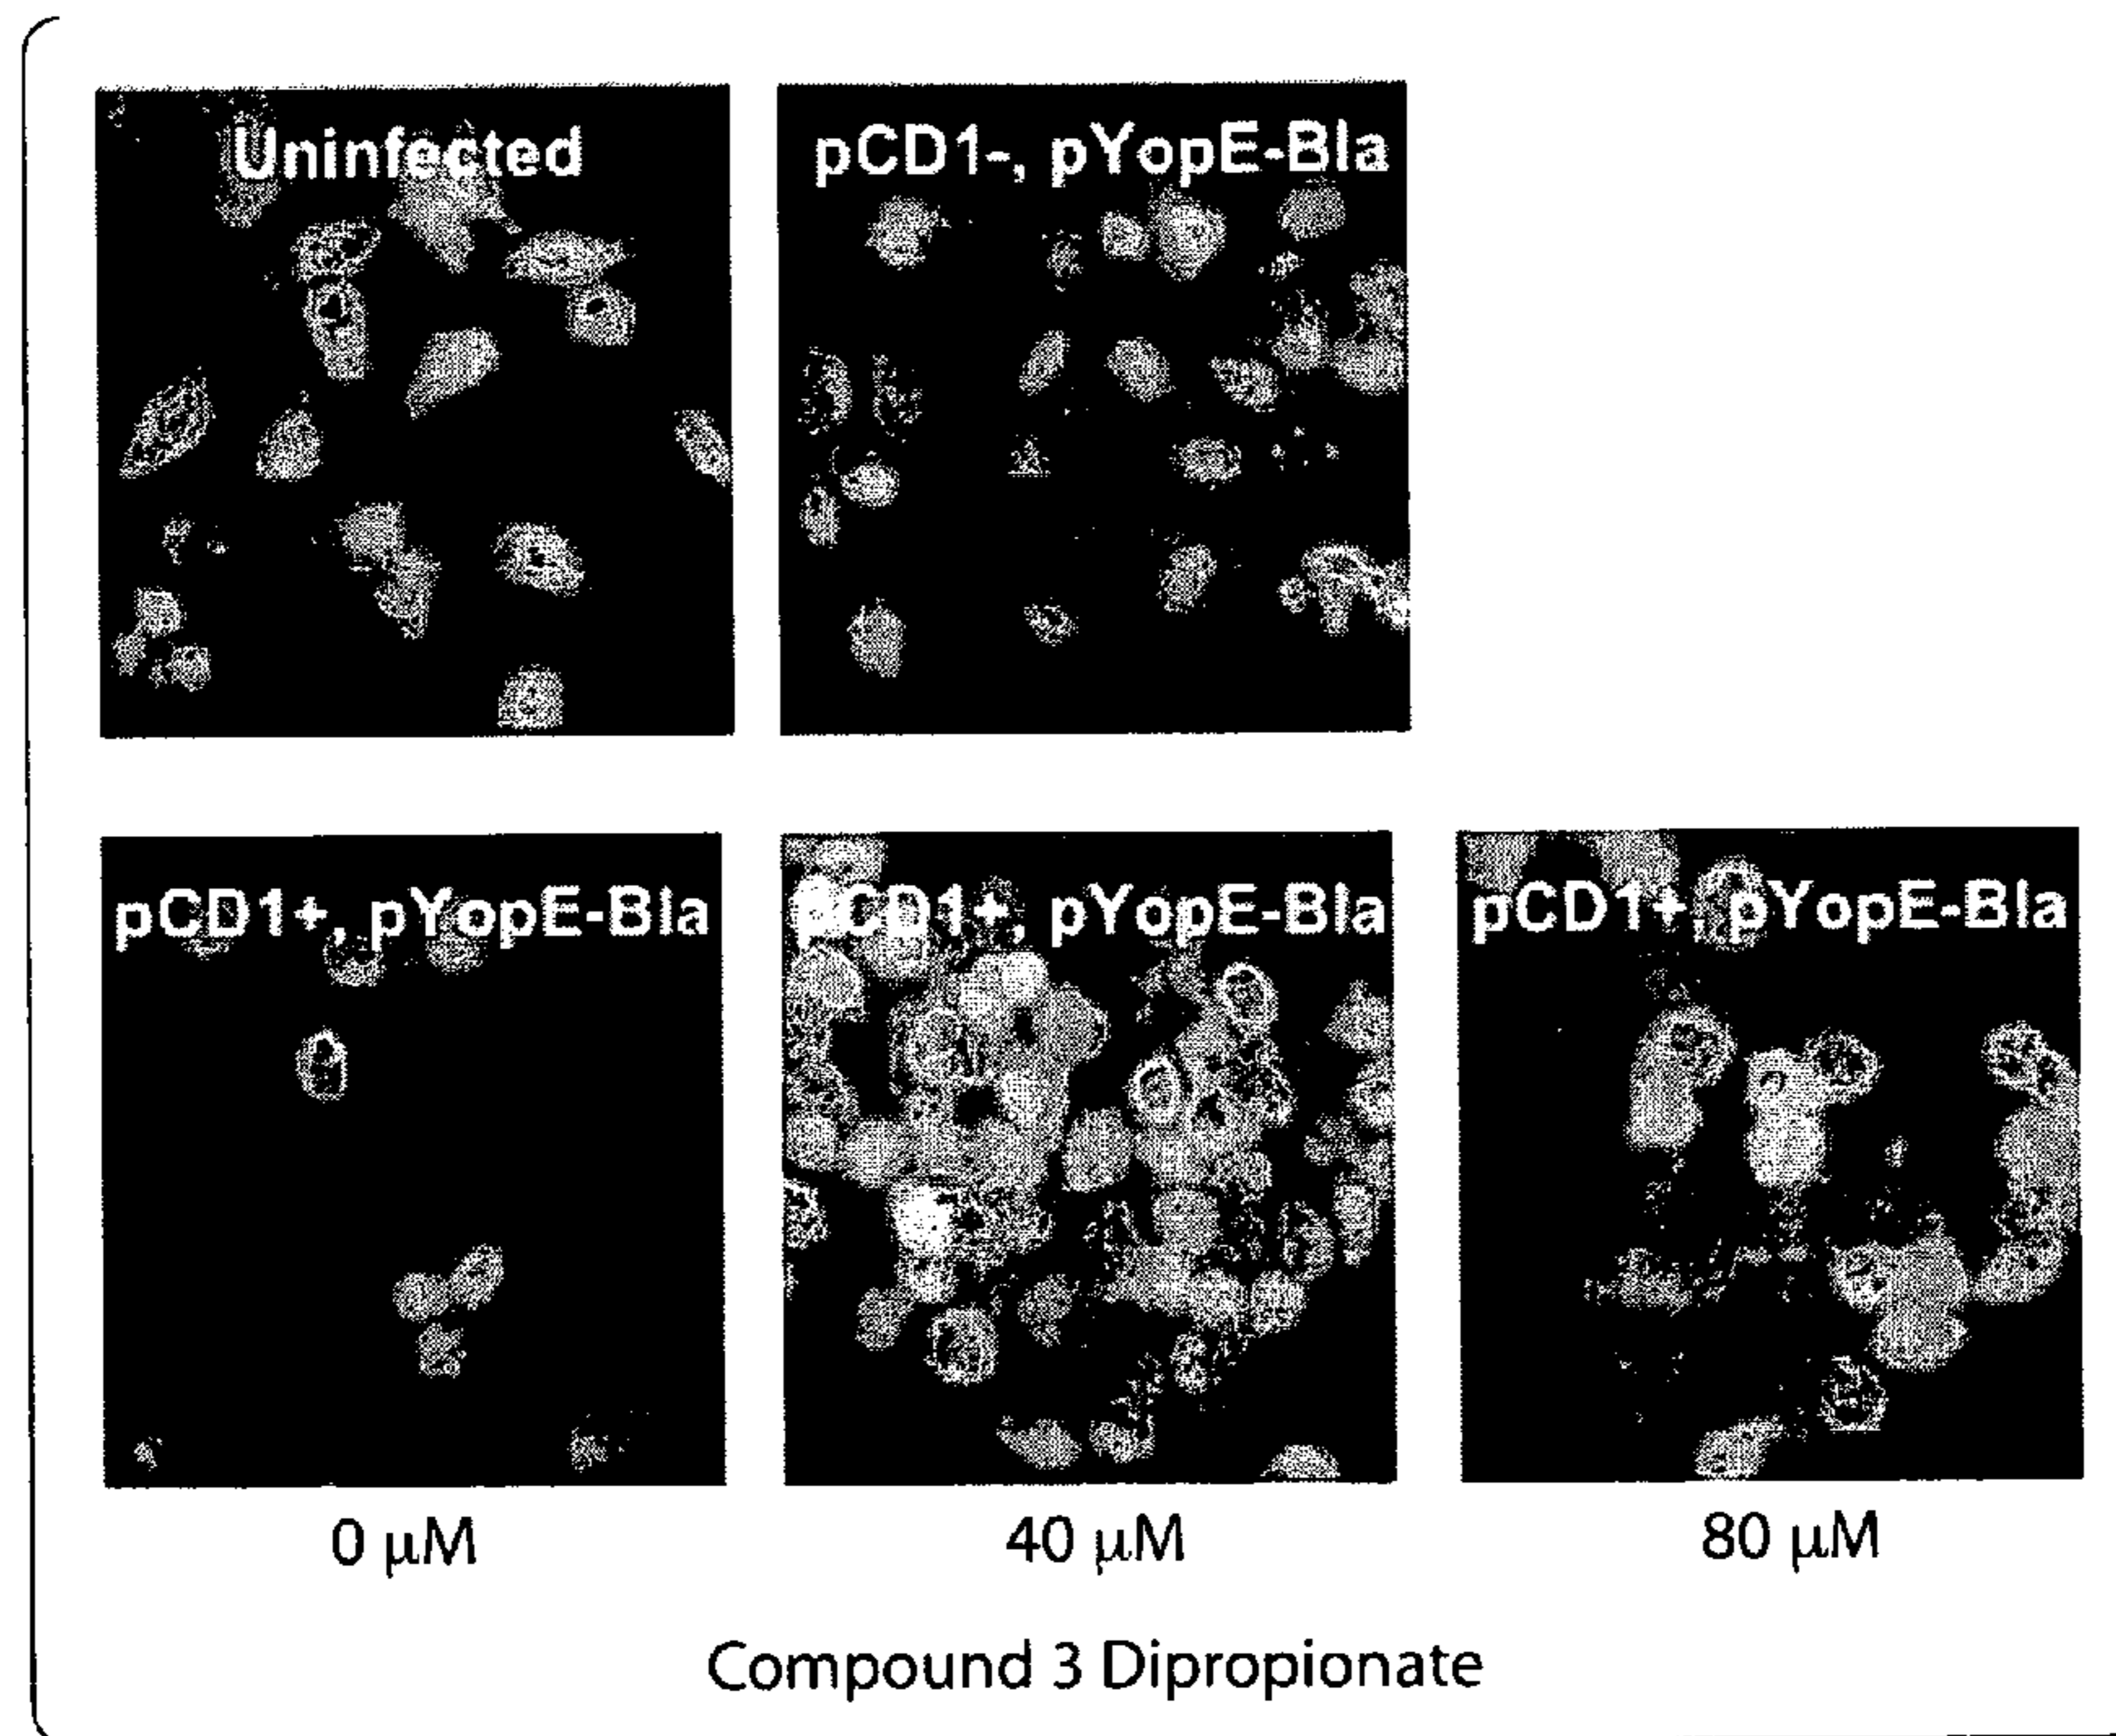 Uninfected
pCD1-, pYopE-Bla
pCD1+, pYopE-Bla
pCD1+, pYopE-Bla
pCD1+, pYopE-Bla
0 µM
40 µM
80 µM
Compound 3 Dipropionate